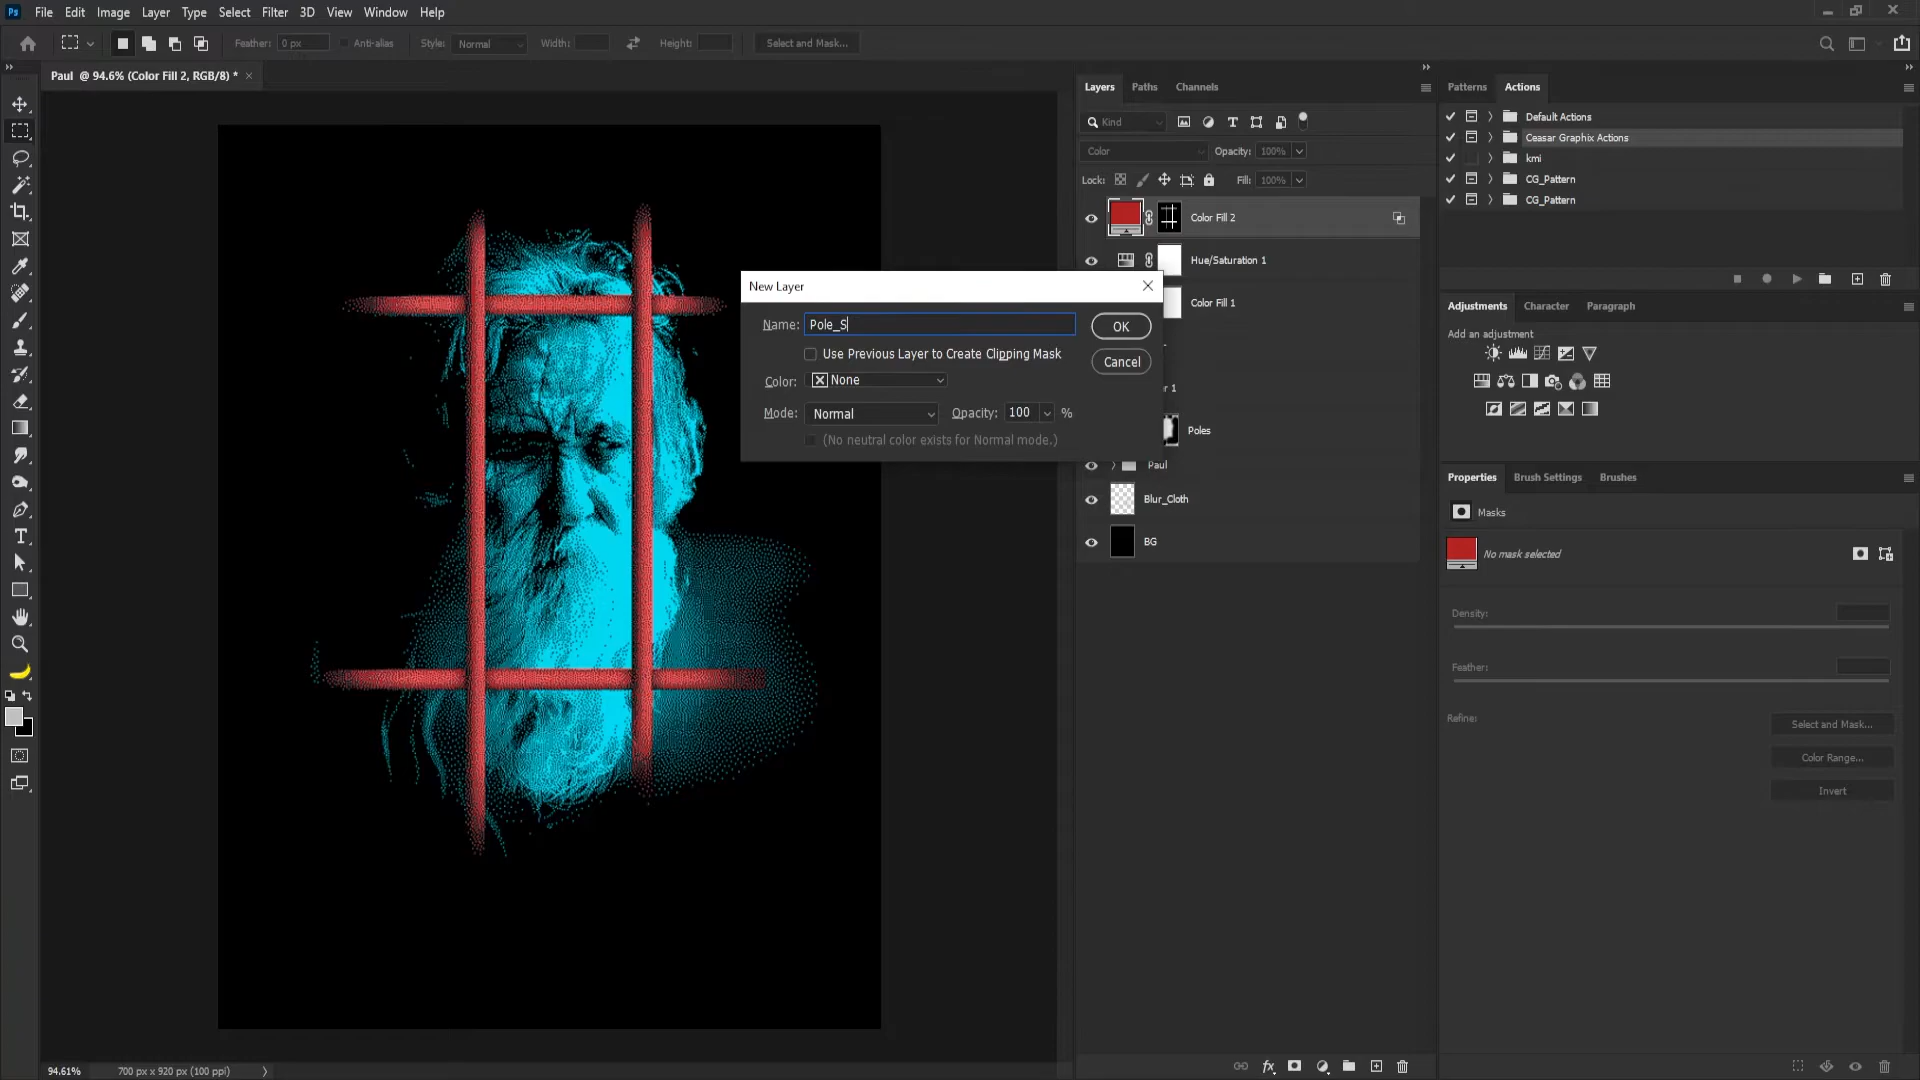 Ps File Edit Image Layer Type Select Filter 3D View Window Help
Feather: 0 px Anti-alias Style: Normal Width: Height: Select and Mask...
Paul @ 94.6% (Color Fill 2, RGB/8) *
Layers Paths Channels
Kind
Color Opacity: 100%
Lock: Fill: 100%
Color Fill 2
Hue/Saturation 1
Color Fill 1
r 1
Poles
Paul
Blur_Cloth
BG
New Layer
Name: Pole_S
OK
Use Previous Layer to Create Clipping Mask
Cancel
Color: None
Mode: Normal Opacity: 100 %
(No neutral color exists for Normal mode.)
Patterns Actions
Default Actions
Ceasar Graphix Actions
kmi
CG_Pattern
CG_Pattern
Adjustments Character Paragraph
Add an adjustment
Properties Brush Settings Brushes
Masks
No mask selected
Density:
Feather:
Refine:
Select and Mask...
Color Range...
Invert
94.61% 700 px x 920 px (100 ppi)